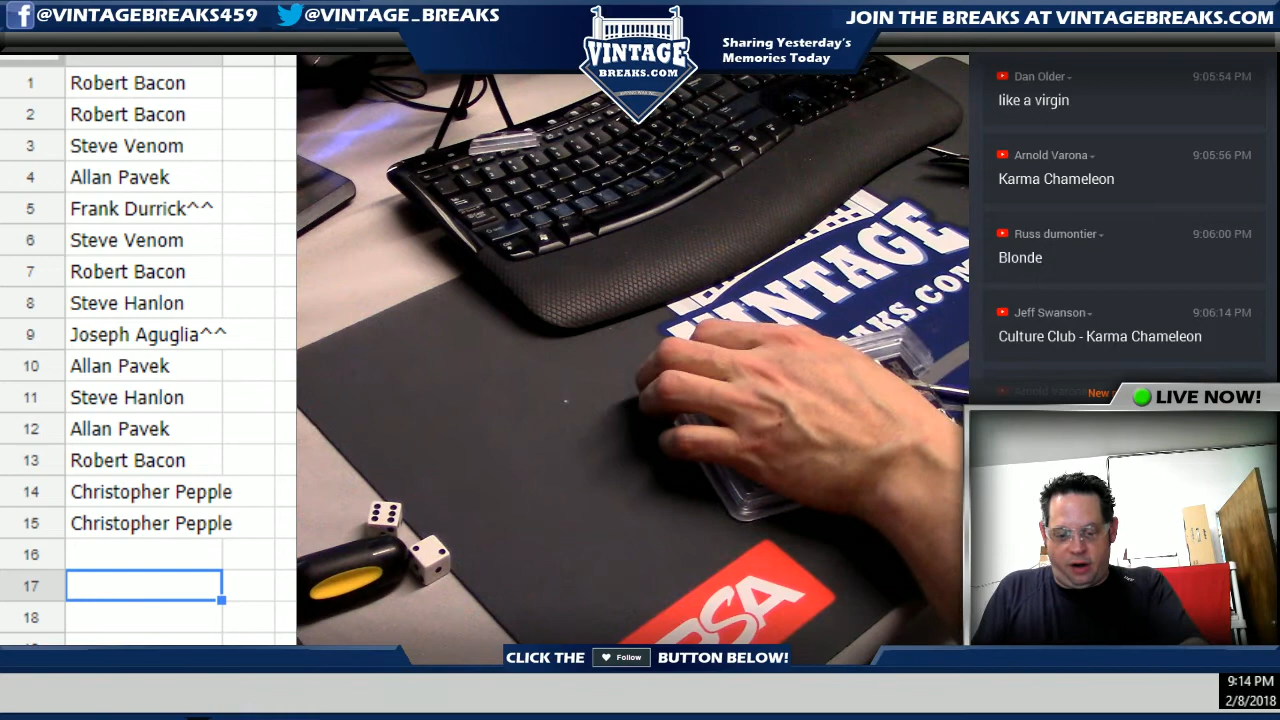 @VINTAGEBREAKS459
@VINTAGE_BREAKS
VINTAGE
BREAKS.COM
Sharing Yesterday's
Memories Today
JOIN THE BREAKS AT VINTAGEBREAKS.COM
1 Robert Bacon
2 Robert Bacon
3 Steve Venom
4 Allan Pavek
5 Frank Durrick^^
6 Steve Venom
7 Robert Bacon
8 Steve Hanlon
9 Joseph Aguglia^^
10 Allan Pavek
11 Steve Hanlon
12 Allan Pavek
13 Robert Bacon
14 Christopher Pepple
15 Christopher Pepple
16
17
18
VINTAGE
KS.COM
PSA
Dan Older 9:05:54 PM
like a virgin
Arnold Varona 9:05:56 PM
Karma Chameleon
Russ dumontier 9:06:00 PM
Blonde
Jeff Swanson 9:06:14 PM
Culture Club - Karma Chameleon
New
LIVE NOW!
CLICK THE Follow BUTTON BELOW!
9:14 PM
2/8/2018